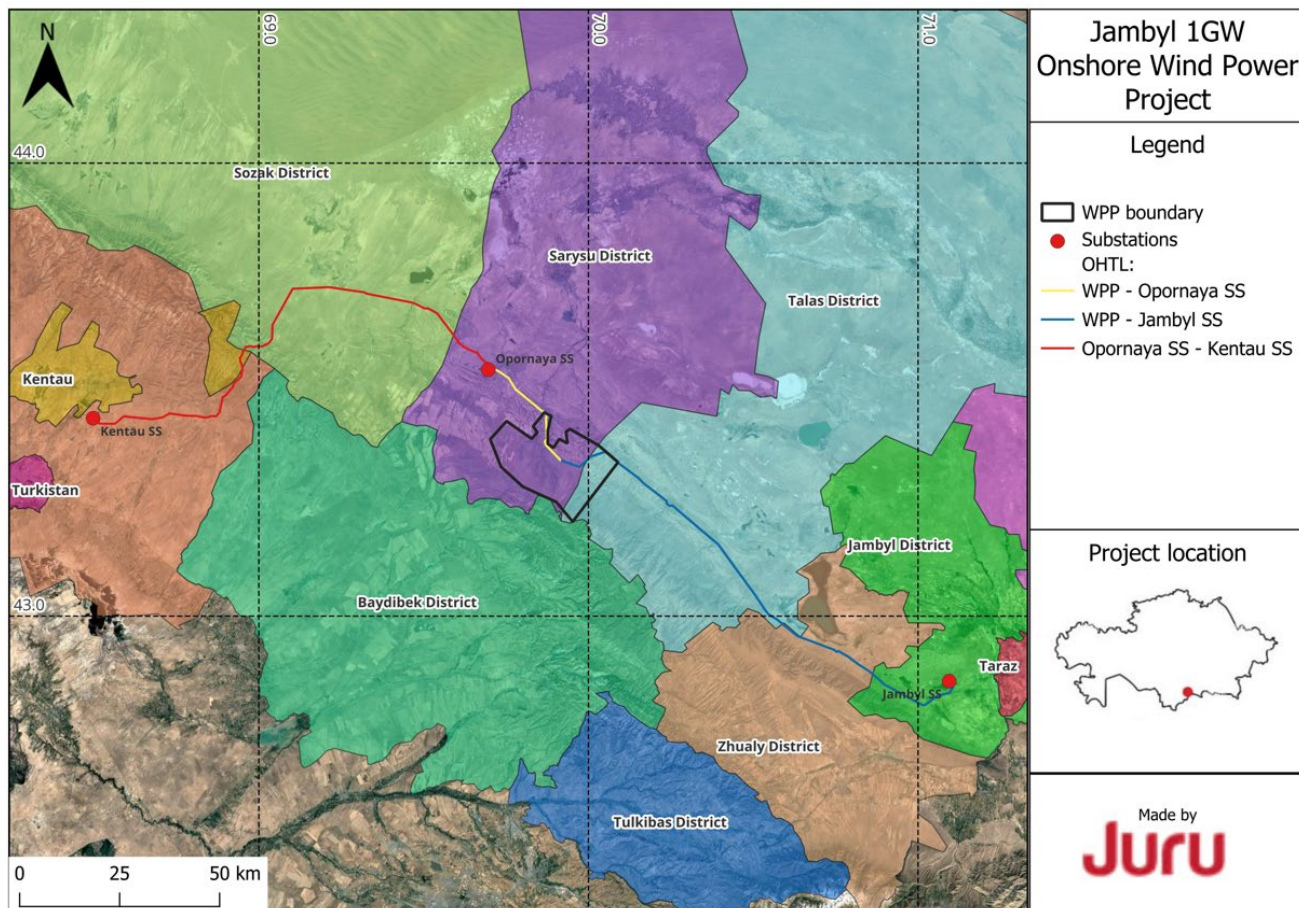 N
69.0
70.0
71.0
44.0
Sozak District
Sarysu District
Talas District
Opornaya SS
Kentau
Kentau SS
Turkistan
Jambyl District
43.0
Baydibek District
Taraz
Jambyl SS
Zhualy District
Tulkibas District
0 25 50 km
Jambyl 1GW
Onshore Wind Power
Project
Legend
WPP boundary
Substations
OHTL:
WPP - Opornaya SS
WPP - Jambyl SS
Opornaya SS - Kentau SS
Project location
Made by
Juru